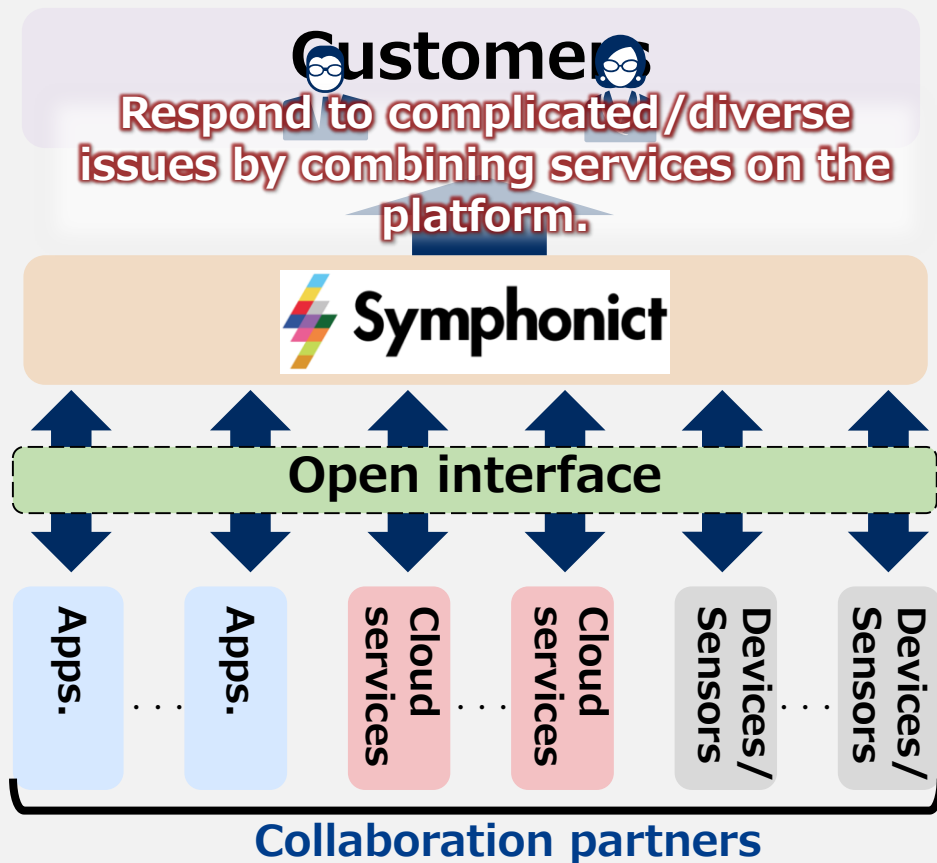 Customers
Respond to complicated/diverse
issues by combining services on the
platform.
Symphonict
Open interface
Apps.
. . .
Apps.
Cloud
services
. . .
Cloud
services
Devices/
Sensors
. . .
Devices/
Sensors
Collaboration partners